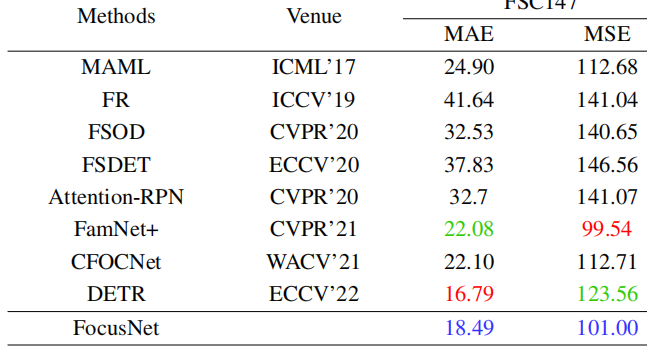 FSC147
Methods Venue
MAE MSE
MAML ICML'17 24.90 112.68
FR ICCV'19 41.64 141.04
FSOD CVPR'20 32.53 140.65
FSDET ECCV'20 37.83 146.56
Attention-RPN CVPR'20 32.7 141.07
FamNet+ CVPR'21 22.08 99.54
CFOCNet WACV'21 22.10 112.71
DETR ECCV'22 16.79 123.56
FocusNet 18.49 101.00